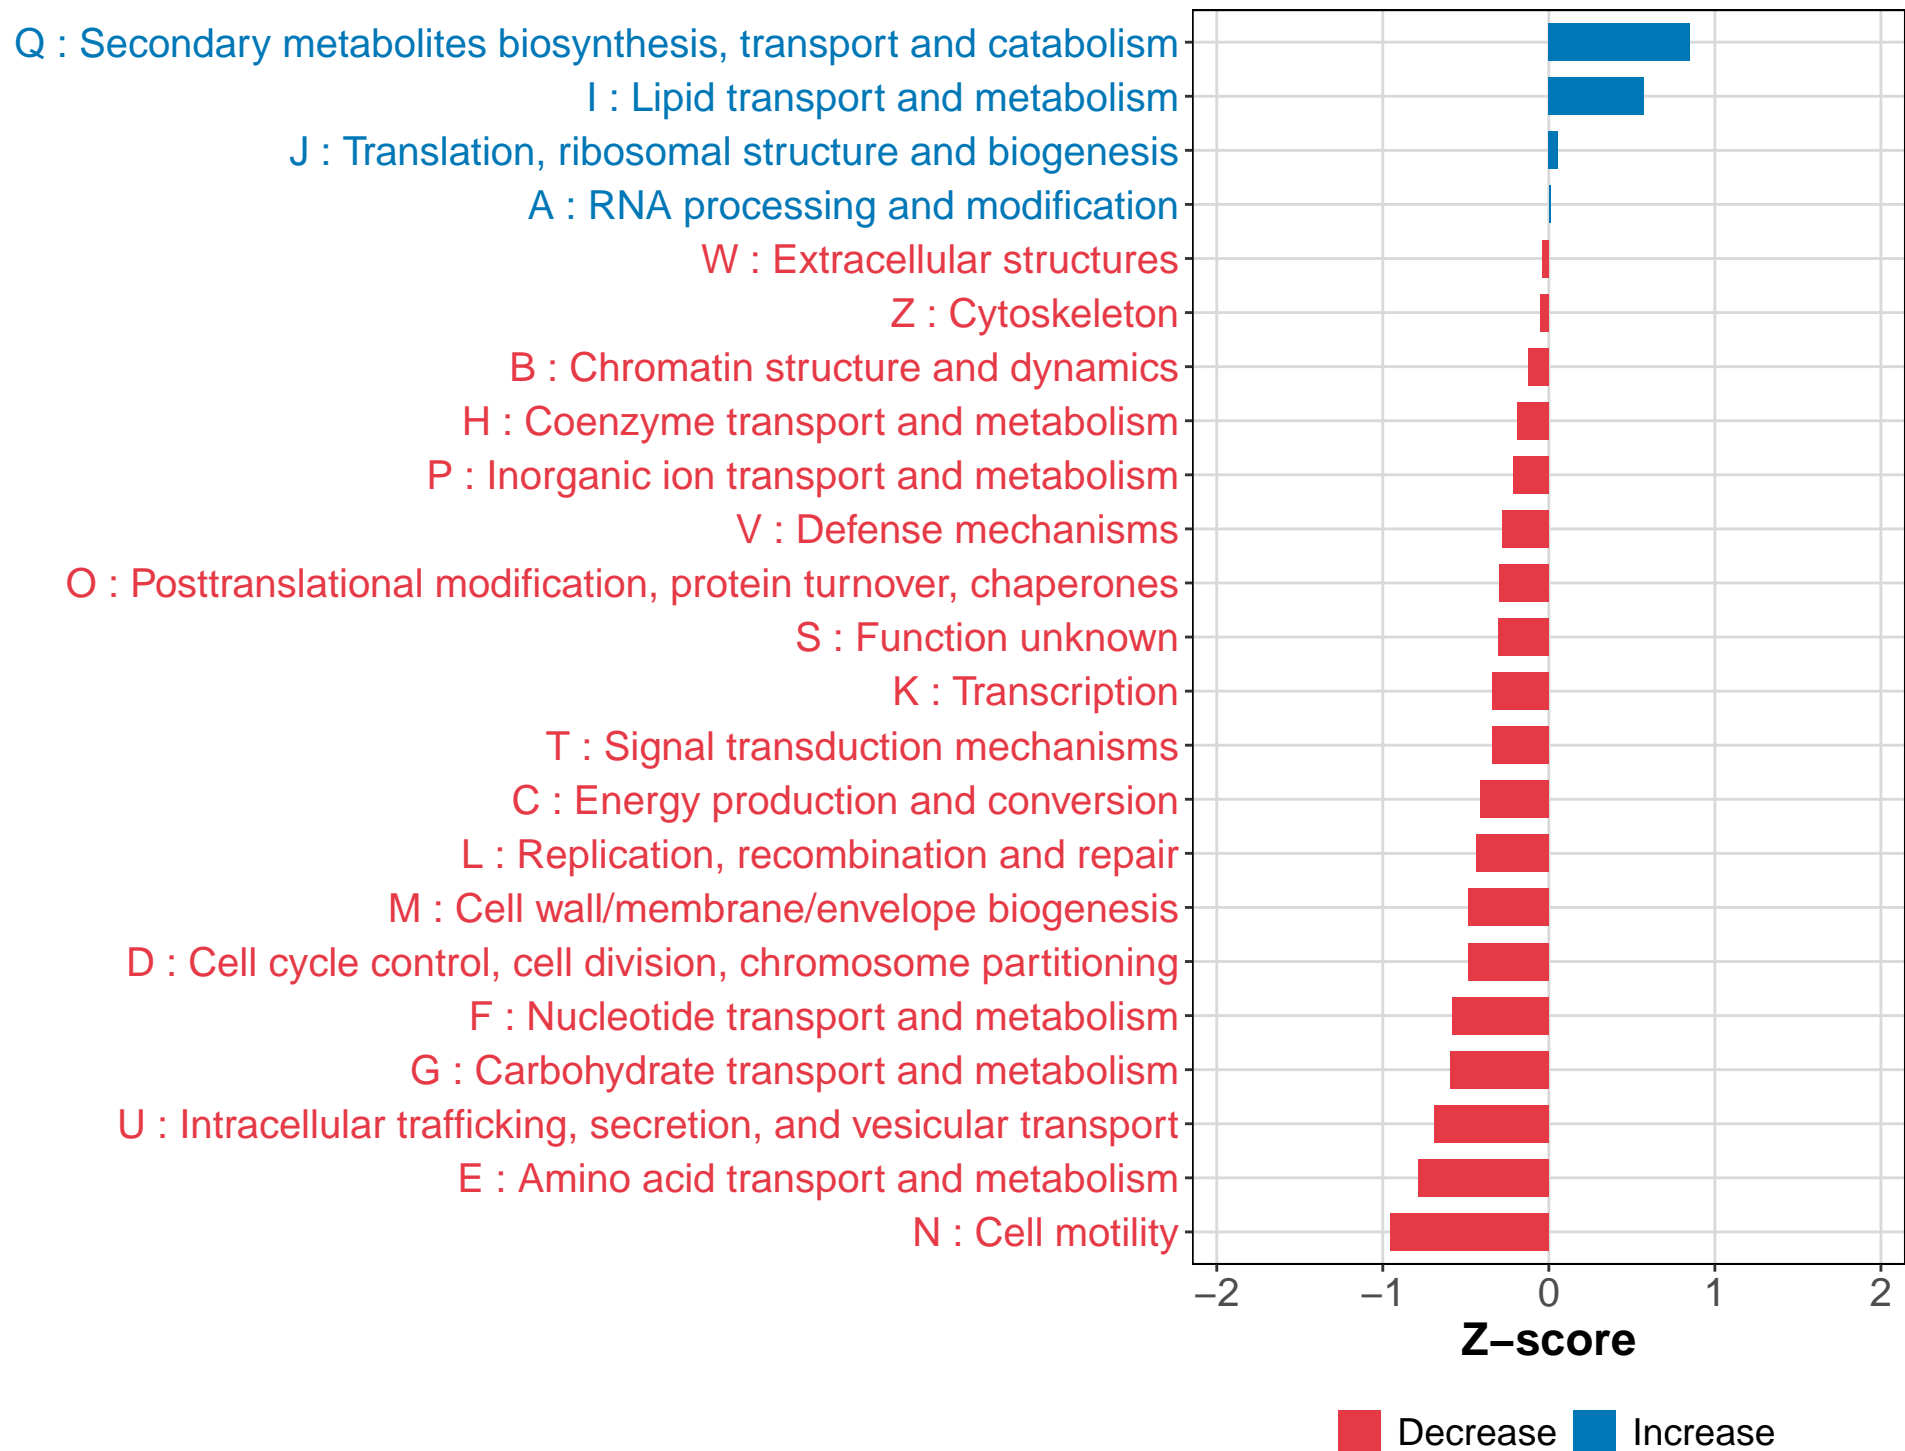 Q : Secondary metabolites biosynthesis, transport and catabolism
I : Lipid transport and metabolism
J : Translation, ribosomal structure and biogenesis
A : RNA processing and modification
W : Extracellular structures
Z : Cytoskeleton
B : Chromatin structure and dynamics
H : Coenzyme transport and metabolism
P : Inorganic ion transport and metabolism
V : Defense mechanisms
O : Posttranslational modification, protein turnover, chaperones
S : Function unknown
K : Transcription
T : Signal transduction mechanisms
C : Energy production and conversion
L : Replication, recombination and repair
M : Cell wall/membrane/envelope biogenesis
D : Cell cycle control, cell division, chromosome partitioning
F : Nucleotide transport and metabolism
G : Carbohydrate transport and metabolism
U : Intracellular trafficking, secretion, and vesicular transport
E : Amino acid transport and metabolism
N : Cell motility
−2 −1 0 1 2
Z−score
Decrease Increase